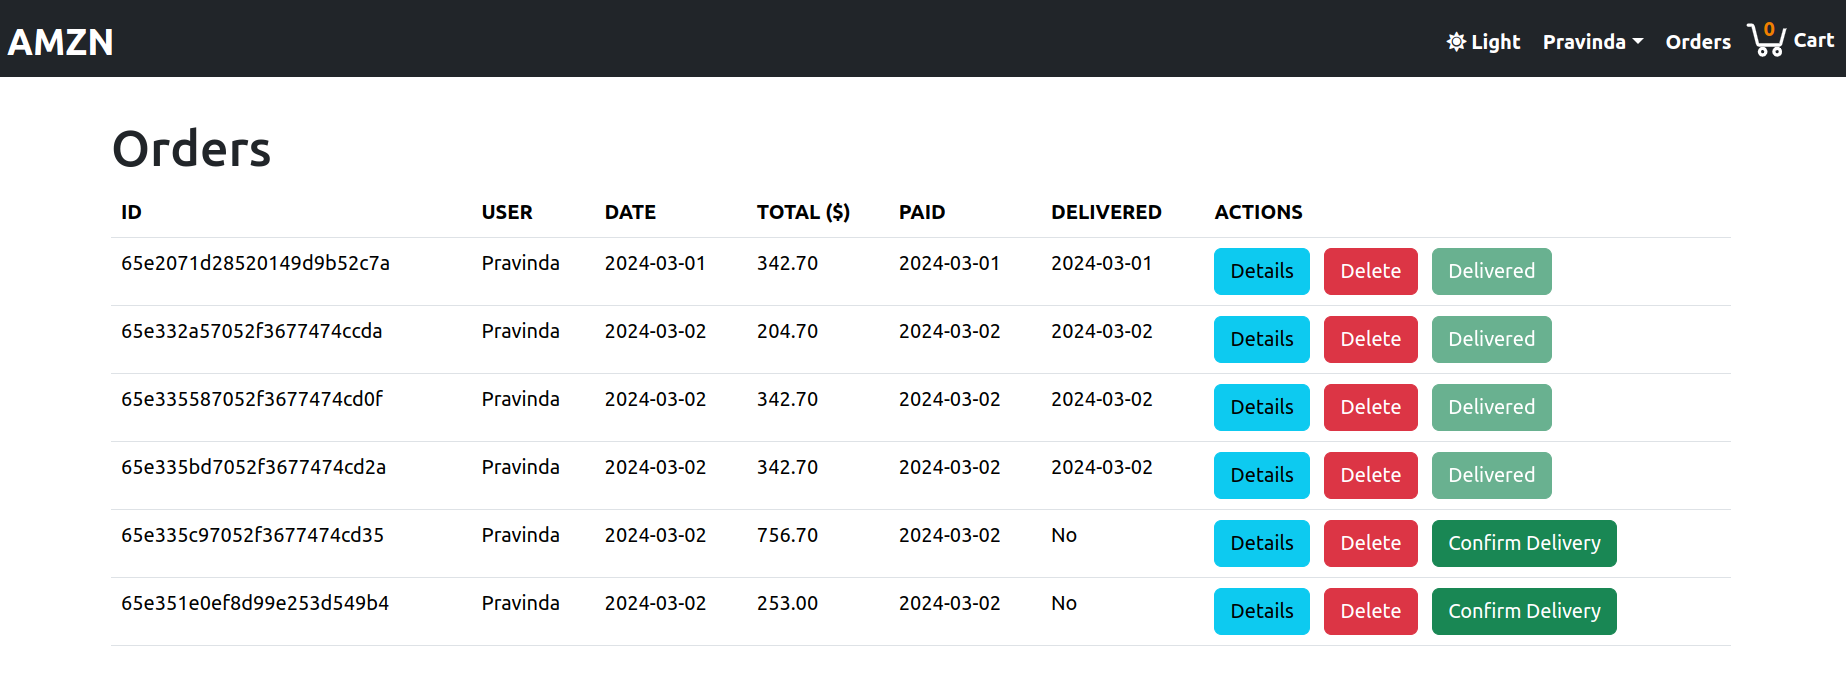 AMZN Light Pravinda Orders 0 Cart
Orders
ID USER DATE TOTAL ($) PAID DELIVERED ACTIONS
65e2071d28520149d9b52c7a Pravinda 2024-03-01 342.70 2024-03-01 2024-03-01 Details Delete Delivered
65e332a57052f3677474ccda Pravinda 2024-03-02 204.70 2024-03-02 2024-03-02 Details Delete Delivered
65e335587052f3677474cd0f Pravinda 2024-03-02 342.70 2024-03-02 2024-03-02 Details Delete Delivered
65e335bd7052f3677474cd2a Pravinda 2024-03-02 342.70 2024-03-02 2024-03-02 Details Delete Delivered
65e335c97052f3677474cd35 Pravinda 2024-03-02 756.70 2024-03-02 No Details Delete Confirm Delivery
65e351e0ef8d99e253d549b4 Pravinda 2024-03-02 253.00 2024-03-02 No Details Delete Confirm Delivery